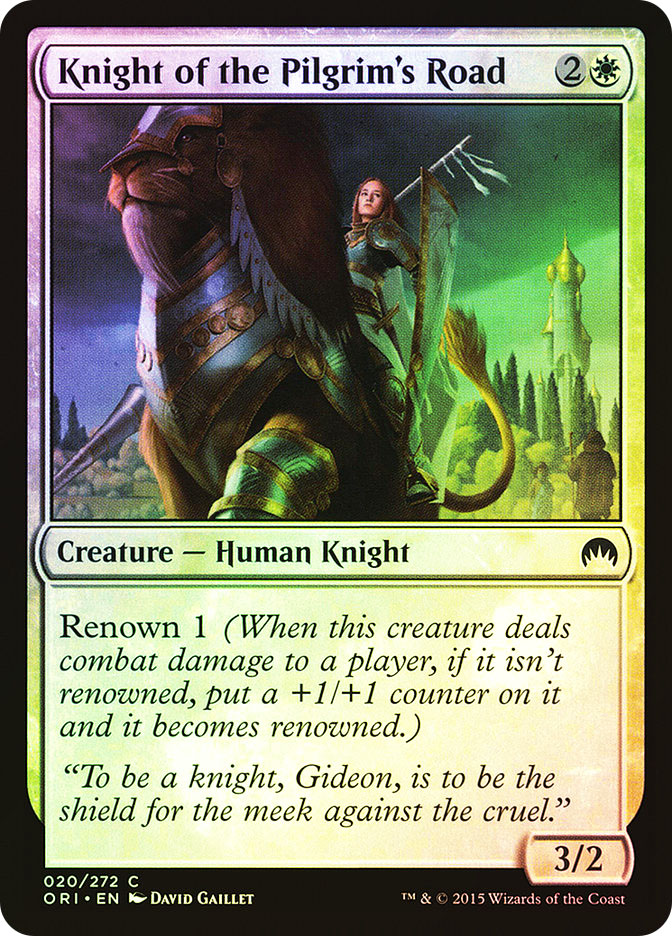 Knight of the Pilgrim's Road 2
Creature — Human Knight
Renown 1 (When this creature deals
combat damage to a player, if it isn't
renowned, put a +1/+1 counter on it
and it becomes renowned.)
“To be a knight, Gideon, is to be the
shield for the meek against the cruel.”
3/2
020/272 C
ORI • EN David Gaillet
™ & © 2015 Wizards of the Coast